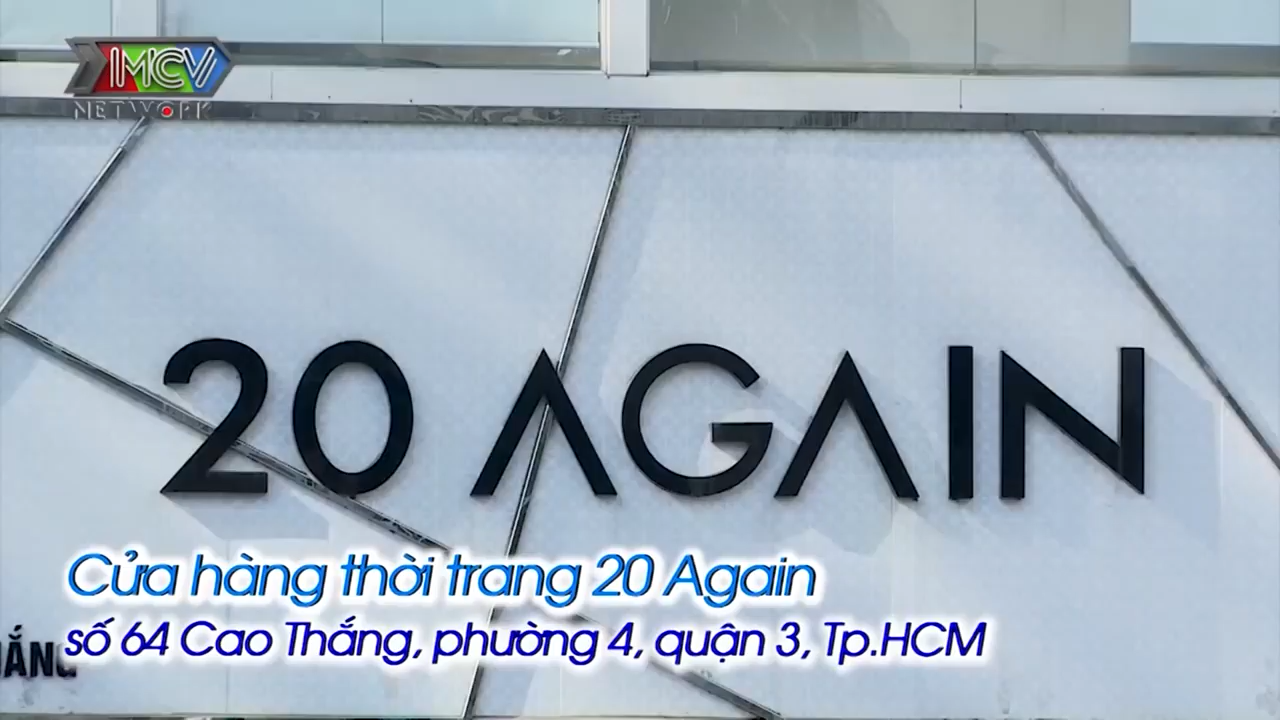 MCV
NETWORK
20 AGAIN
Cửa hàng thời trang 20 Again
số 64 Cao Thắng, phường 4, quận 3, Tp.HCM